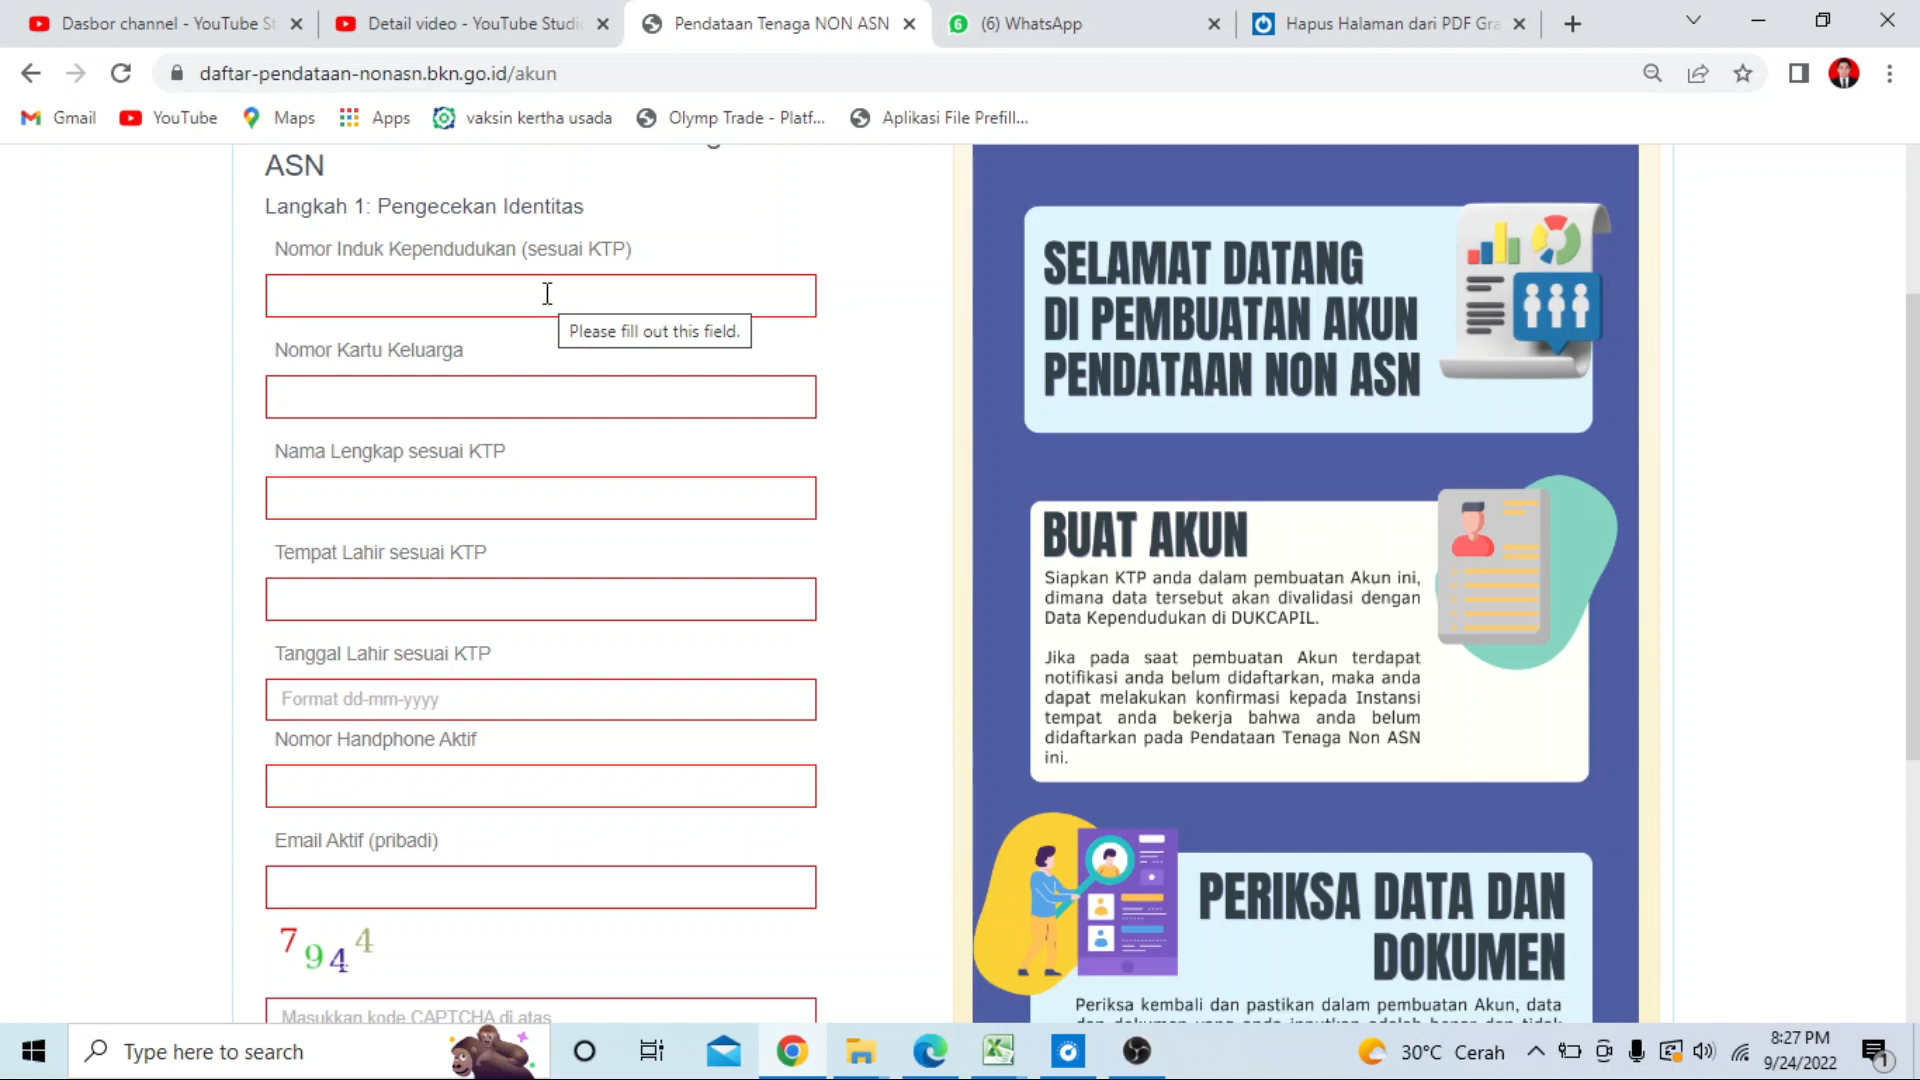 Dasbor channel - YouTube St
Detail video - YouTube Studi
Pendataan Tenaga NON ASN
(6) WhatsApp
Hapus Halaman dari PDF Gra
daftar-pendataan-nonasn.bkn.go.id/akun
Gmail
YouTube
Maps
Apps
vaksin kertha usada
Olymp Trade - Platf...
Aplikasi File Prefill...
ASN
Langkah 1: Pengecekan Identitas
Nomor Induk Kependudukan (sesuai KTP)
Please fill out this field.
Nomor Kartu Keluarga
Nama Lengkap sesuai KTP
Tempat Lahir sesuai KTP
Tanggal Lahir sesuai KTP
Format dd-mm-yyyy
Nomor Handphone Aktif
Email Aktif (pribadi)
7 9 4 4
Masukkan kode CAPTCHA di atas
SELAMAT DATANG
DI PEMBUATAN AKUN
PENDATAAN NON ASN
BUAT AKUN
Siapkan KTP anda dalam pembuatan Akun ini,
dimana data tersebut akan divalidasi dengan
Data Kependudukan di DUKCAPIL.
Jika pada saat pembuatan Akun terdapat
notifikasi anda belum didaftarkan, maka anda
dapat melakukan konfirmasi kepada Instansi
tempat anda bekerja bahwa anda belum
didaftarkan pada Pendataan Tenaga Non ASN
ini.
PERIKSA DATA DAN
DOKUMEN
Periksa kembali dan pastikan dalam pembuatan Akun, data
Type here to search
30°C Cerah
8:27 PM
9/24/2022
1